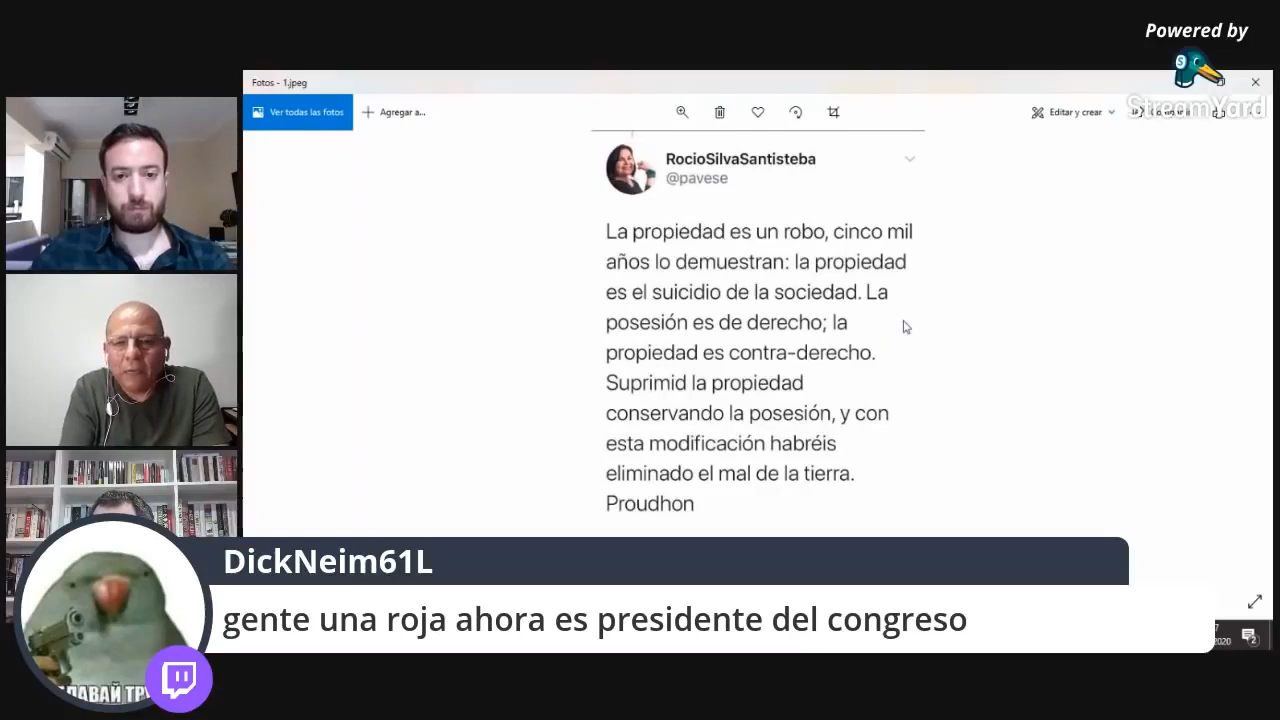 Powered by
StreamYard
Fotos - 1.jpeg
Ver todas las fotos
Agregar a...
Editar y crear
RocioSilvaSantisteba
@pavese
La propiedad es un robo, cinco mil
años lo demuestran: la propiedad
es el suicidio de la sociedad. La
posesión es de derecho; la
propiedad es contra-derecho.
Suprimid la propiedad
conservando la posesión, y con
esta modificación habréis
eliminado el mal de la tierra.
Proudhon
DickNeim61L
gente una roja ahora es presidente del congreso
2020
2